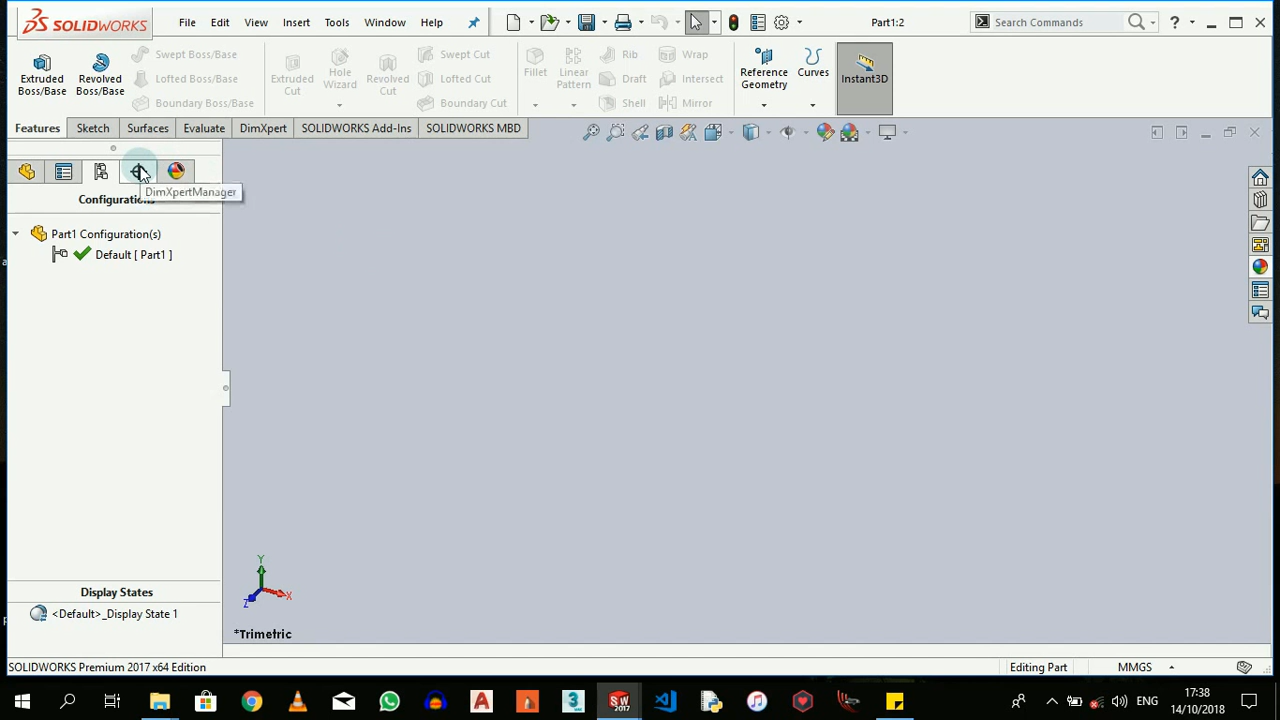 SOLIDWORKS File Edit View Insert Tools Window Help Part1:2 Search Commands ?
Extruded Boss/Base
Revolved Boss/Base
Swept Boss/Base
Lofted Boss/Base
Boundary Boss/Base
Extruded Cut
Hole Wizard
Revolved Cut
Swept Cut
Lofted Cut
Boundary Cut
Fillet
Linear Pattern
Rib
Draft
Shell
Wrap
Intersect
Mirror
Reference Geometry
Curves
Instant3D
Features Sketch Surfaces Evaluate DimXpert SOLIDWORKS Add-Ins SOLIDWORKS MBD
DimXpertManager
Configurations
Part1 Configuration(s)
Default [ Part1 ]
Y
X
Z
Display States
<Default>_Display State 1
*Trimetric
SOLIDWORKS Premium 2017 x64 Edition Editing Part MMGS
SW 2017
ENG
17:38
14/10/2018